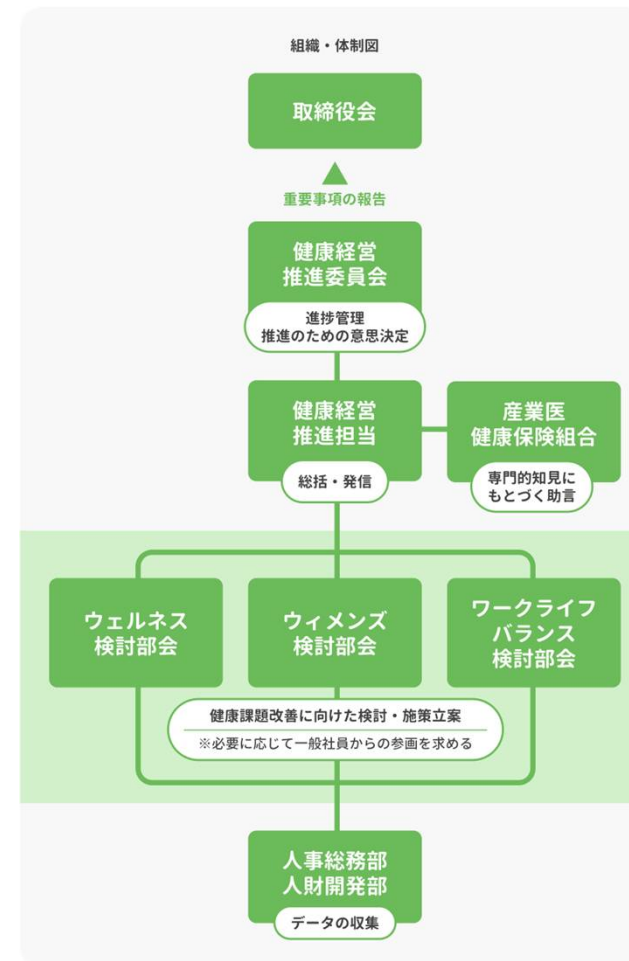 組織・体制図
取締役会
重要事項の報告
健康経営
推進委員会
進捗管理
推進のための意思決定
健康経営
推進担当
総括・発信
産業医
健康保険組合
専門的知見に
もとづく助言
ウェルネス
検討部会
ウィメンズ
検討部会
ワークライフ
バランス
検討部会
健康課題改善に向けた検討・施策立案
※必要に応じて一般社員からの参画を求める
人事総務部
人財開発部
データの収集